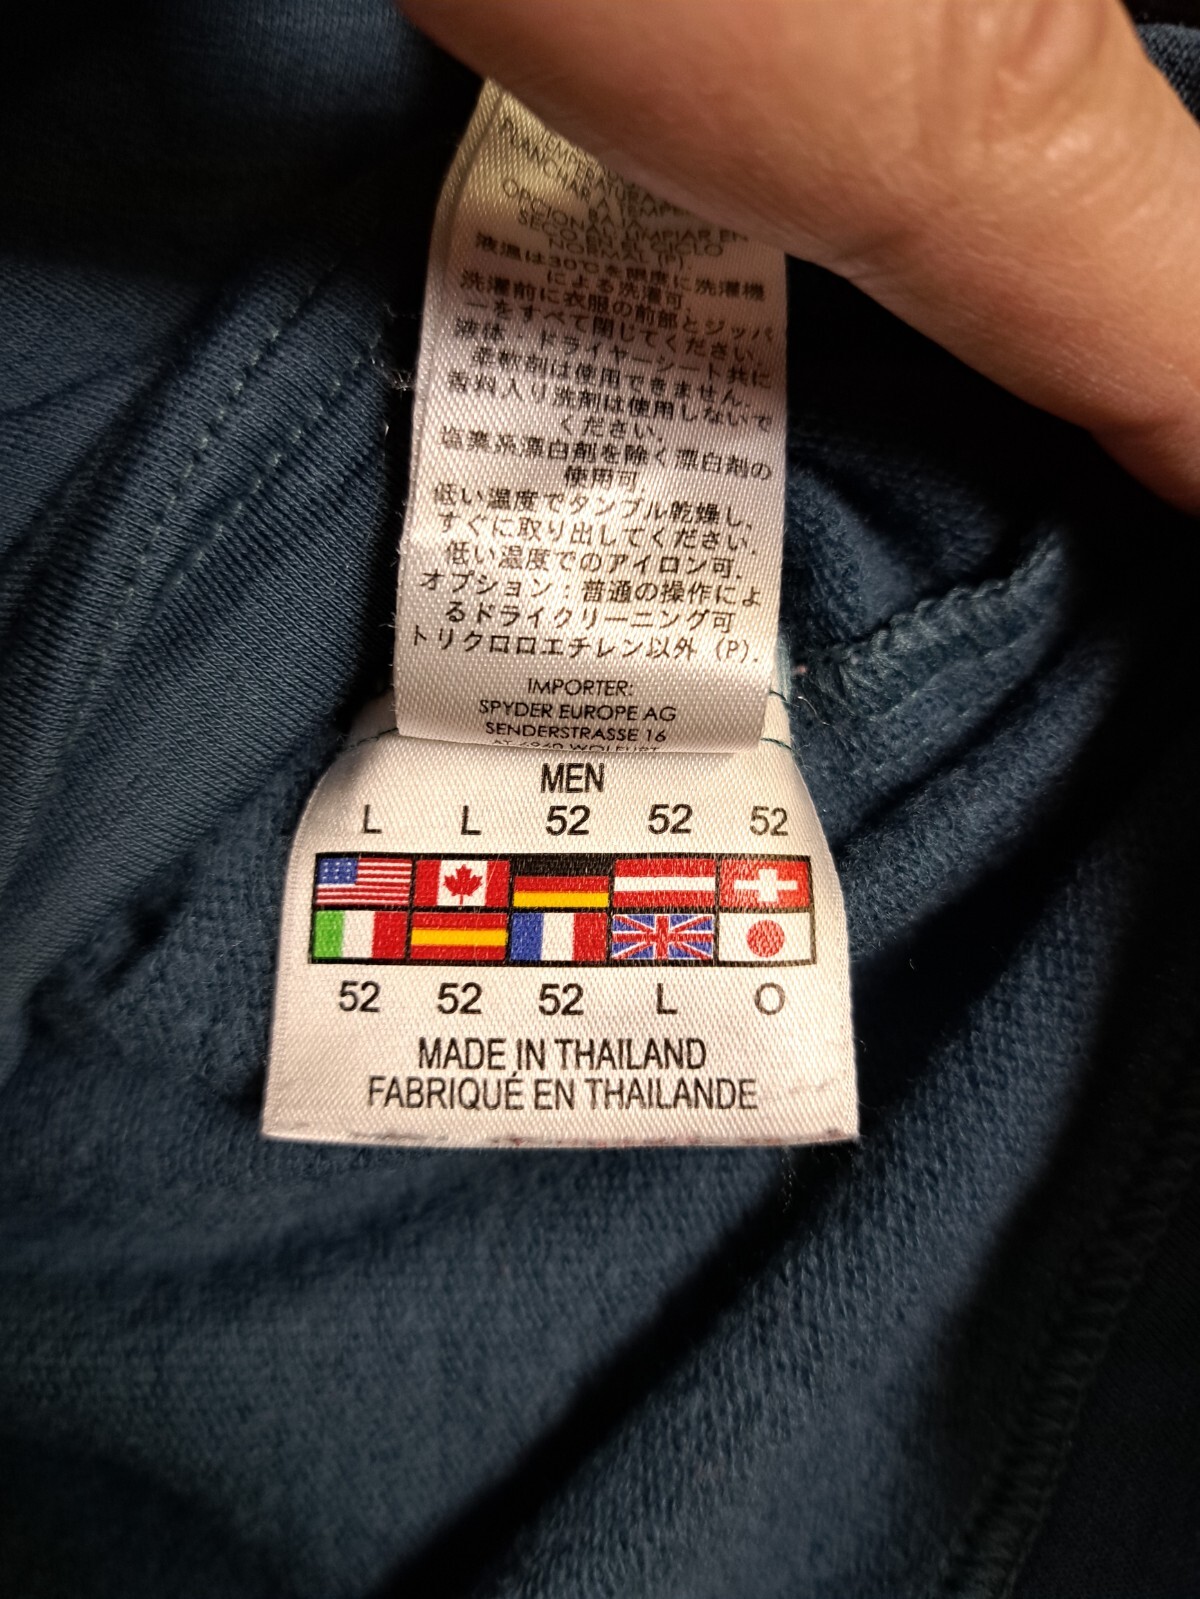 OPCIONAL LIMPIAR EN
SECO EN EL CICLO
NORMAL (P).
液温は30℃を限度に洗濯機
による洗濯可.
洗濯前に衣服の前部とジッパ
ーをすべて閉じてください.
液体・ドライヤーシート共に
柔軟剤は使用できません.
香料入り洗剤は使用しないで
ください.
塩素系漂白剤を除く漂白剤の
使用可
低い温度でタンブル乾燥し、
すぐに取り出してください.
低い温度でのアイロン可.
オプション：普通の操作によ
るドライクリーニング可
トリクロロエチレン以外 (P).
IMPORTER:
SPYDER EUROPE AG
SENDERSTRASSE 16
AT 6960 WOLFURT
MEN
L L 52 52 52
52 52 52 L O
MADE IN THAILAND
FABRIQUÉ EN THAILANDE